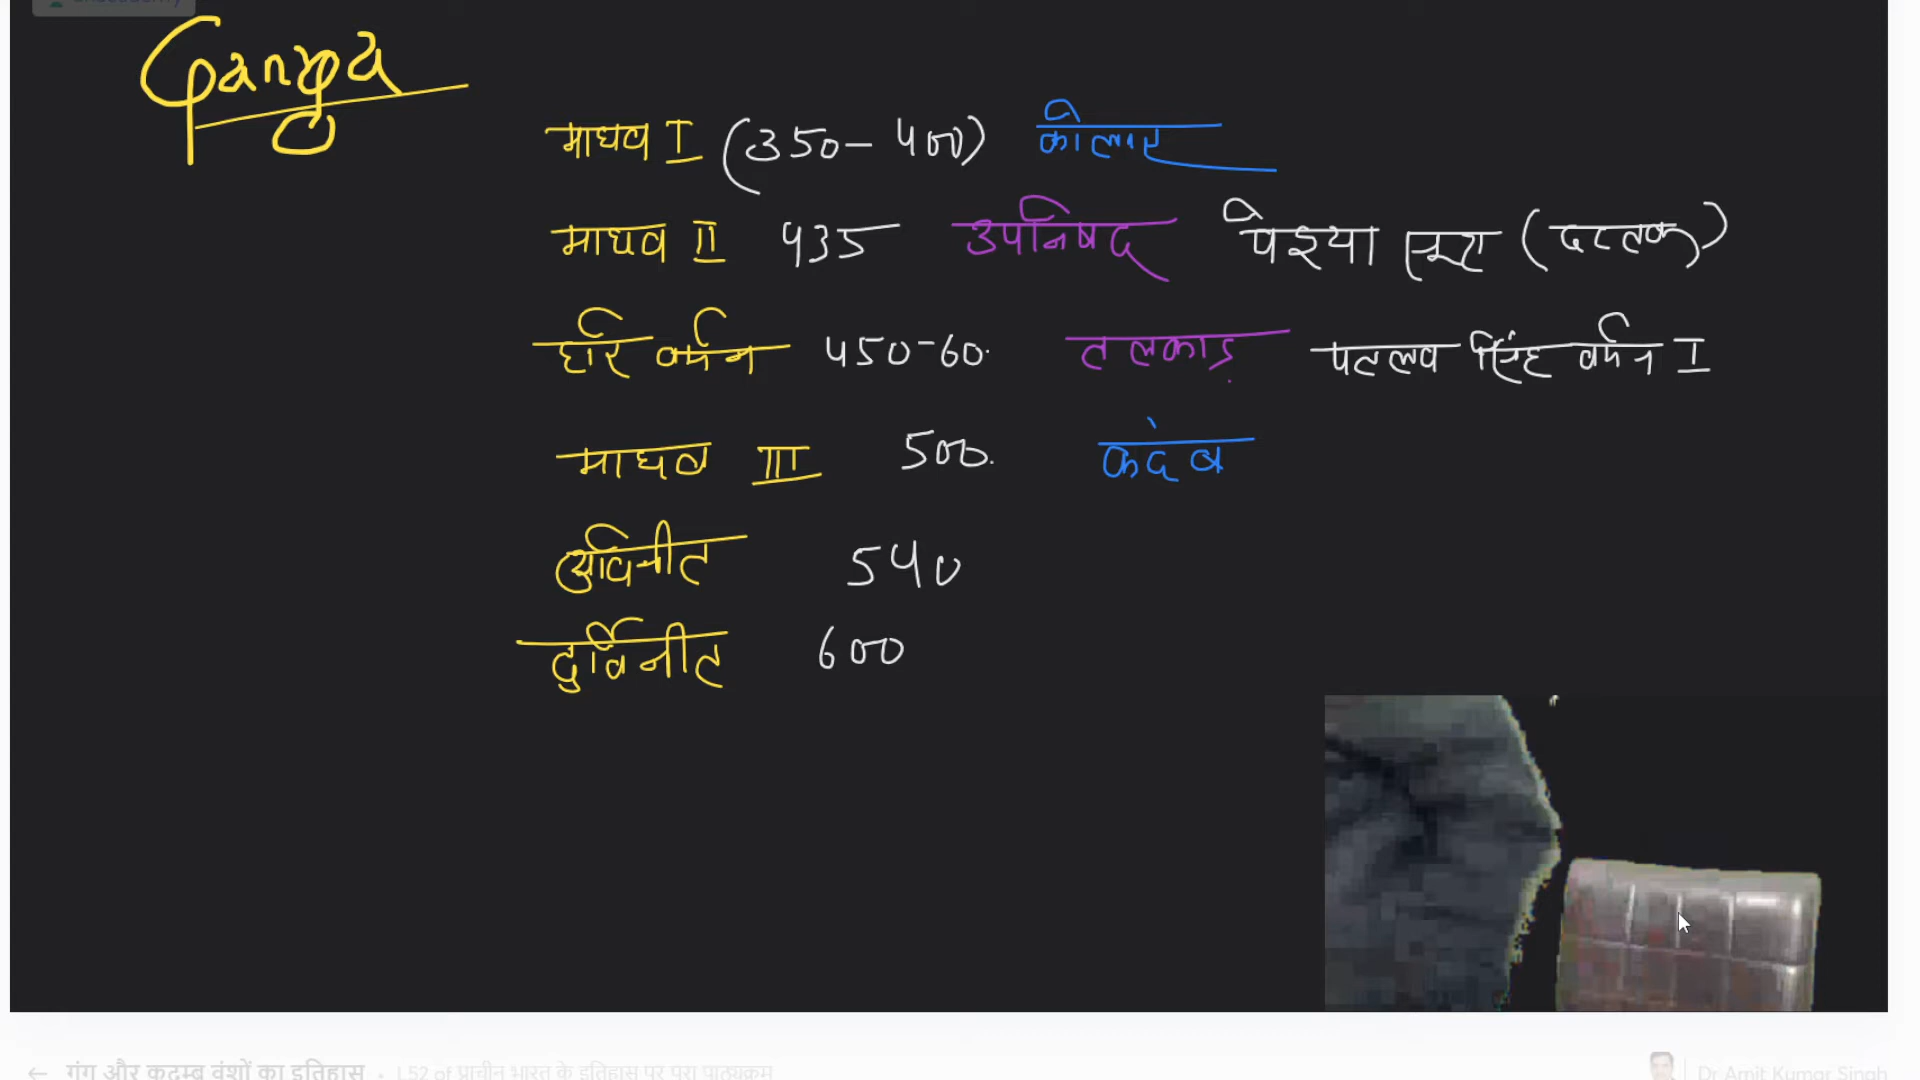 Ganga
माधव I (350 - 400) कोलार
माधव II 435 उपनिषद वेश्या सूत्र (दत्तक)
हरि वर्मन 450-60. तलकाड़ पल्लव सिंह वर्मन I
माधव III 500. कदंब
अविनीत 540
दुर्विनीत 600
← गंग और कदम्ब वंशों का इतिहास • L52 of प्राचीन भारत के इतिहास पर पूरा पाठ्यक्रम Dr Amit Kumar Singh